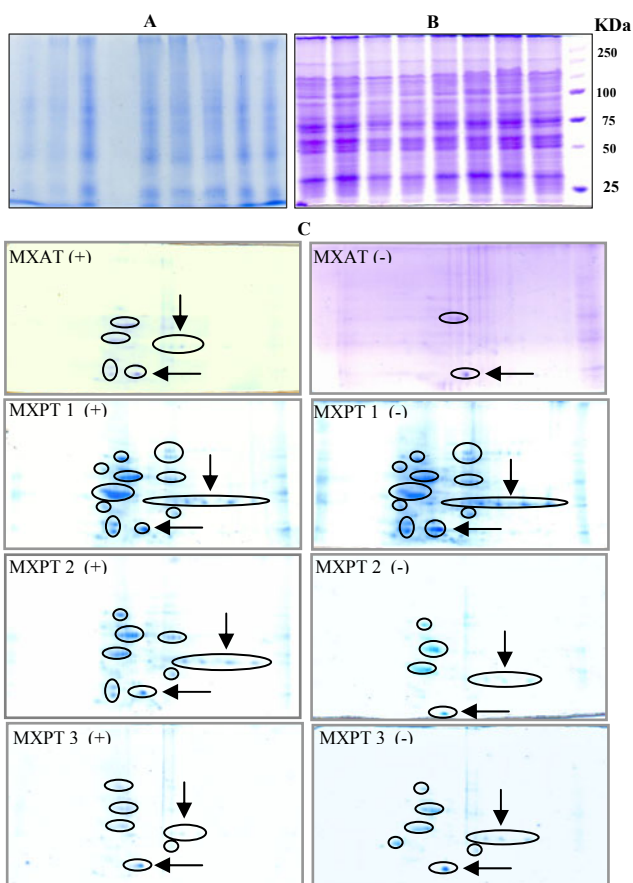 A
B
KDa
250
100
75
50
25
C
MXAT (+)
MXAT (-)
MXPT 1 (+)
MXPT 1 (-)
MXPT 2 (+)
MXPT 2 (-)
MXPT 3 (+)
MXPT 3 (-)